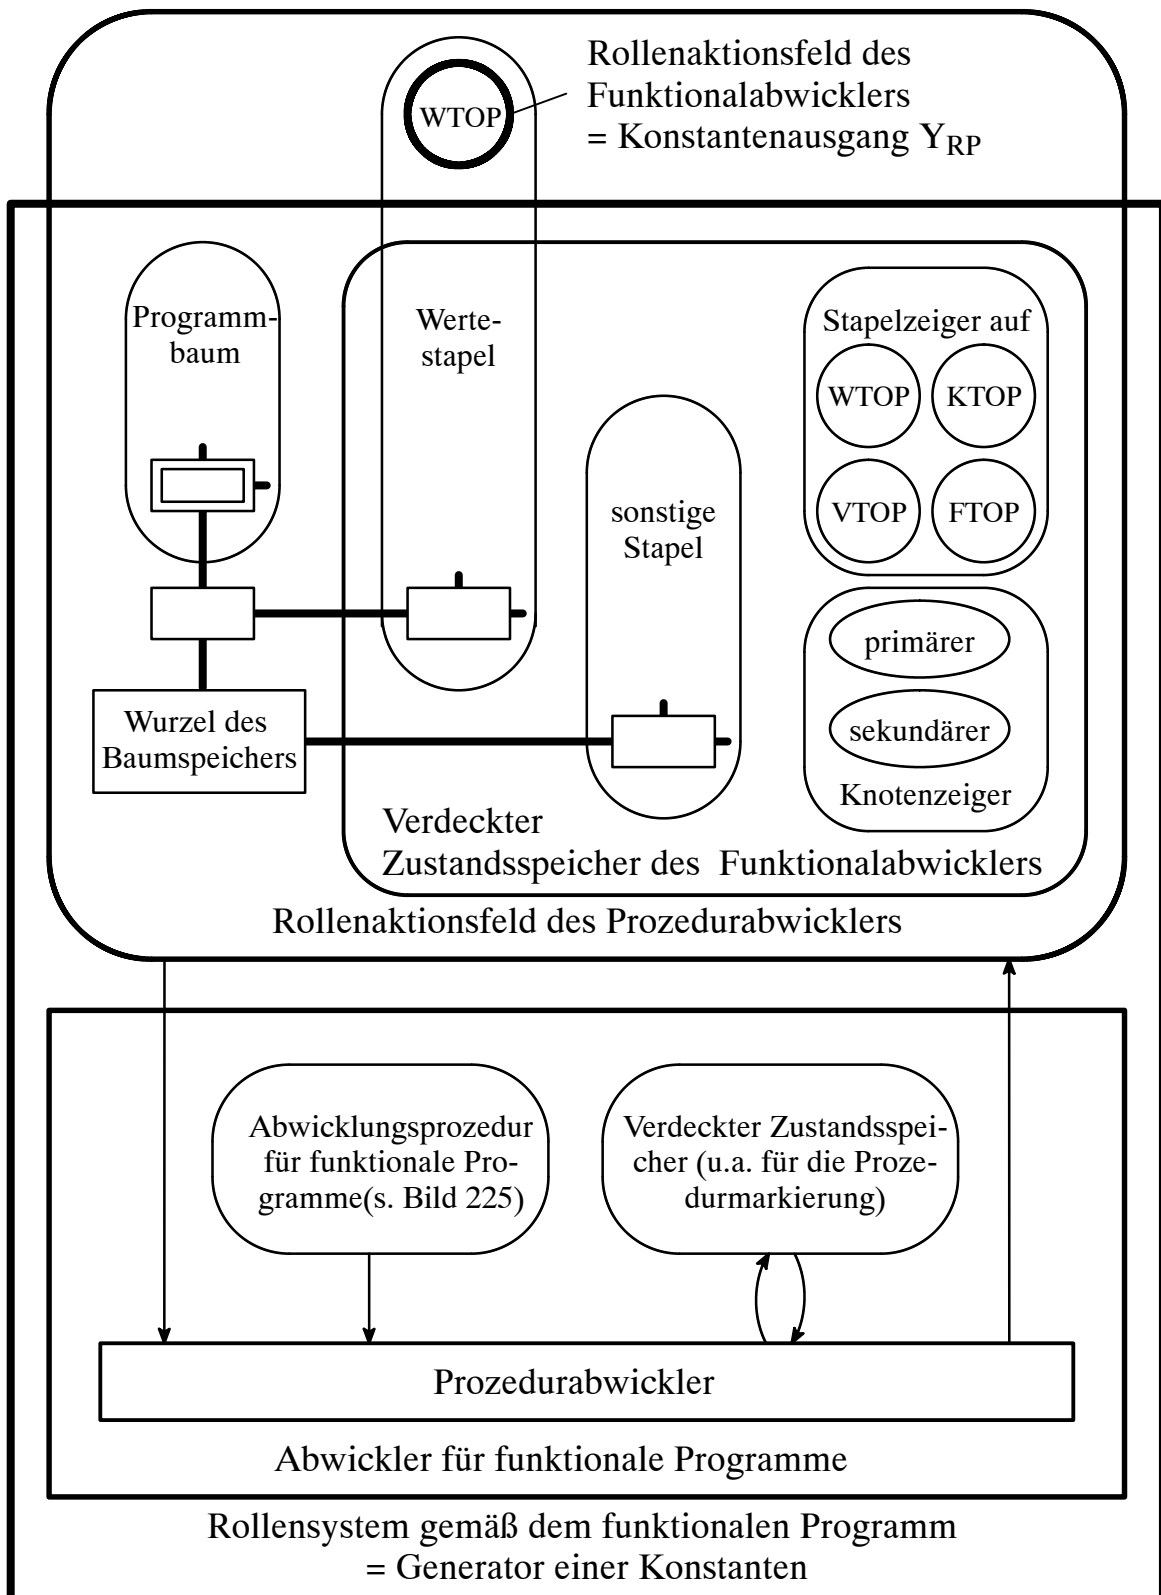 Rollenaktionsfeld des
Funktionalabwicklers
= Konstantenausgang Y_RP
WTOP
Programm-
baum
Werte-
stapel
sonstige
Stapel
Stapelzeiger auf
WTOP KTOP
VTOP FTOP
primärer
sekundärer
Knotenzeiger
Wurzel des
Baumspeichers
Verdeckter
Zustandsspeicher des Funktionalabwicklers
Rollenaktionsfeld des Prozedurabwicklers
Abwicklungsprozedur
für funktionale Pro-
gramme(s. Bild 225)
Verdeckter Zustandsspei-
cher (u.a. für die Proze-
durmarkierung)
Prozedurabwickler
Abwickler für funktionale Programme
Rollensystem gemäß dem funktionalen Programm
= Generator einer Konstanten